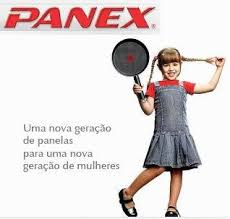 PANEX®
Uma nova geração
de panelas
para uma nova
geração de mulheres